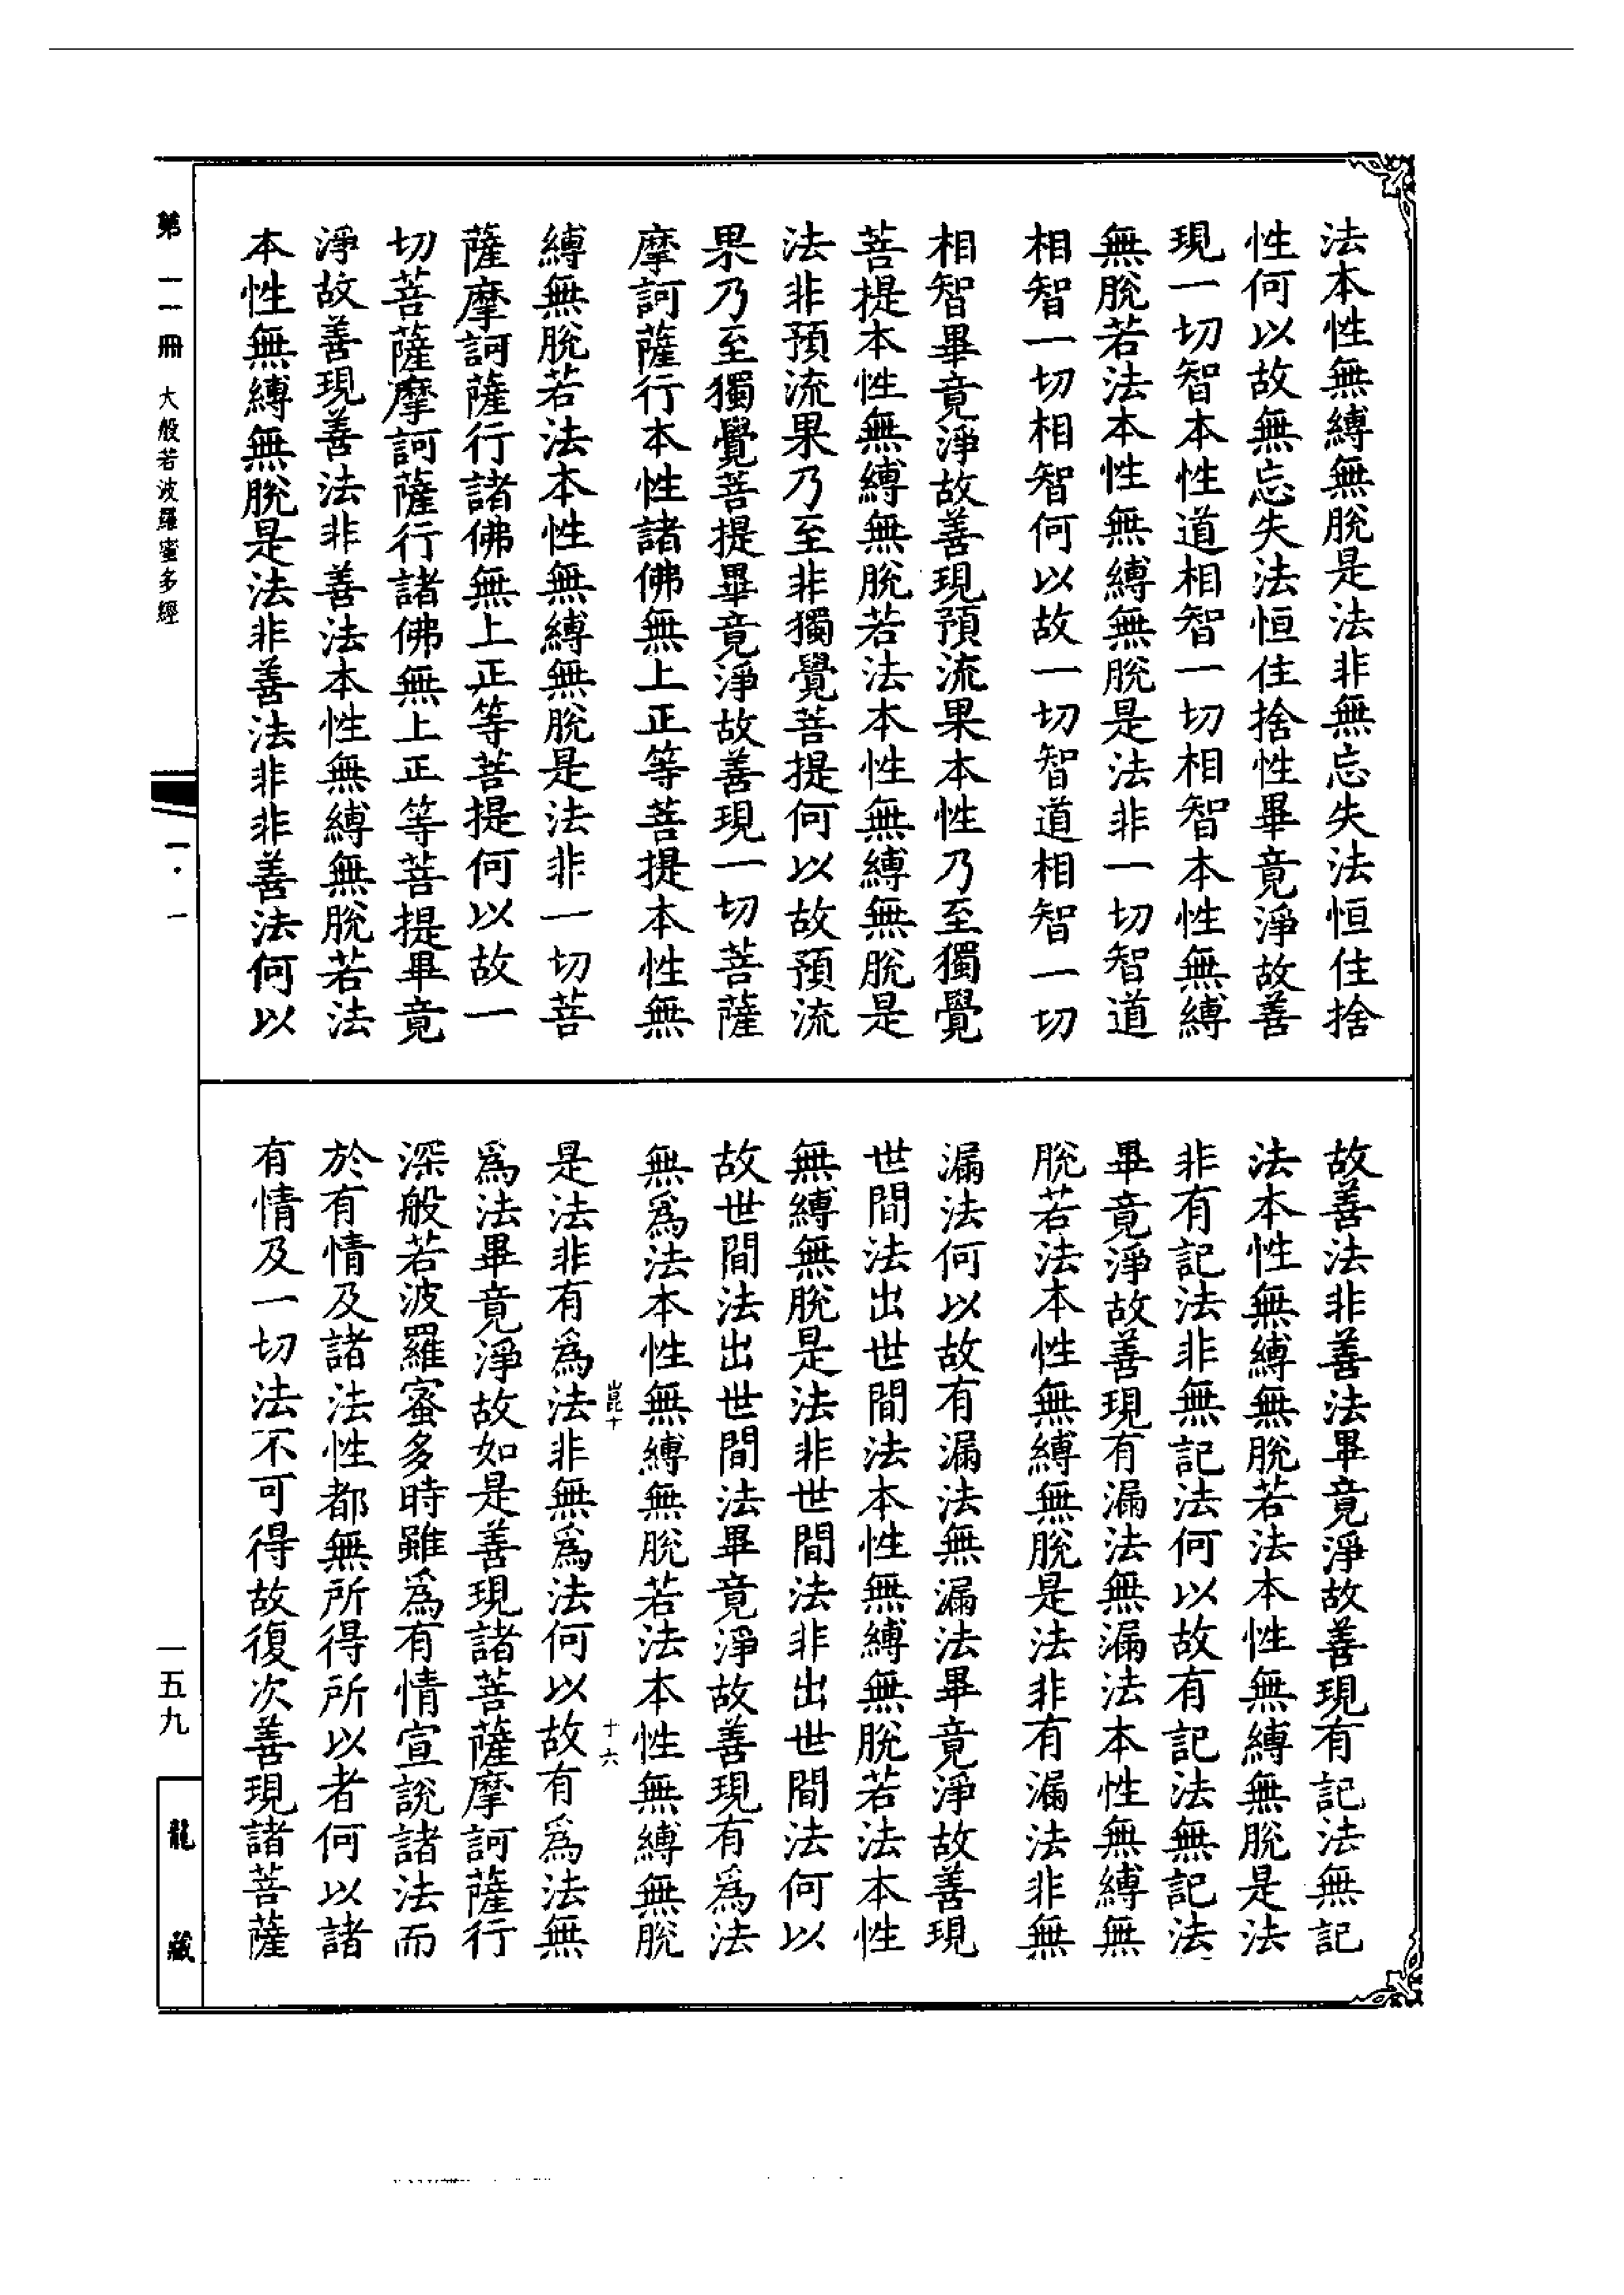 法本性無縛無脫是法非無忘失法恒住捨
性何以故無忘失法恒住捨性畢竟淨故善
現一切智本性道相智一切相智本性無縛
無脫若法本性無縛無脫是法非一切智道
相智一切相智何以故一切智道相智一切
相智畢竟淨故善現預流果本性乃至獨覺
菩提本性無縛無脫若法本性無縛無脫是
法非預流果乃至非獨覺菩提何以故預流
果乃至獨覺菩提畢竟淨故善現一切菩薩
摩訶薩行本性諸佛無上正等菩提本性無
縛無脫若法本性無縛無脫是法非一切菩
薩摩訶薩行諸佛無上正等菩提何以故一
切菩薩摩訶薩行諸佛無上正等菩提畢竟
淨故善現善法非善法本性無縛無脫若法
本性無縛無脫是法非善法非非善法何以
故善法非善法畢竟淨故善現有記法無記
法本性無縛無脫若法本性無縛無脫是法
非有記法非無記法何以故有記法無記法
畢竟淨故善現有漏法無漏法本性無縛無
脫若法本性無縛無脫是法非有漏法非無
漏法何以故有漏法無漏法畢竟淨故善現
世間法出世間法本性無縛無脫若法本性
無縛無脫是法非世間法非出世間法何以
故世間法出世間法畢竟淨故善現有為法
無為法本性無縛無脫若法本性無縛無脫
崑十
十六
是法非有為法非無為法何以故有為法無
為法畢竟淨故如是善現諸菩薩摩訶薩行
深般若波羅蜜多時雖為有情宣說諸法而
於有情及諸法性都無所得所以者何以諸
有情及一切法不可得故復次善現諸菩薩
第一一冊 大般若波羅蜜多經
一·一
一五九
龍藏